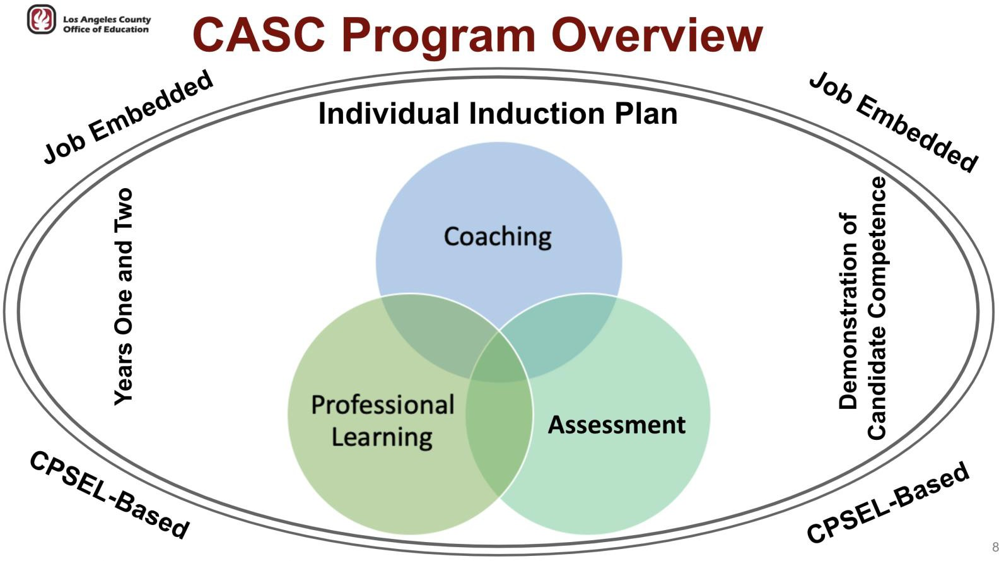 Los Angeles County
Office of Education
CASC Program Overview
Job Embedded
Job Embedded
Individual Induction Plan
Years One and Two
Coaching
Demonstration of
Candidate Competence
Professional
Learning
Assessment
CPSEL-Based
CPSEL-Based
8